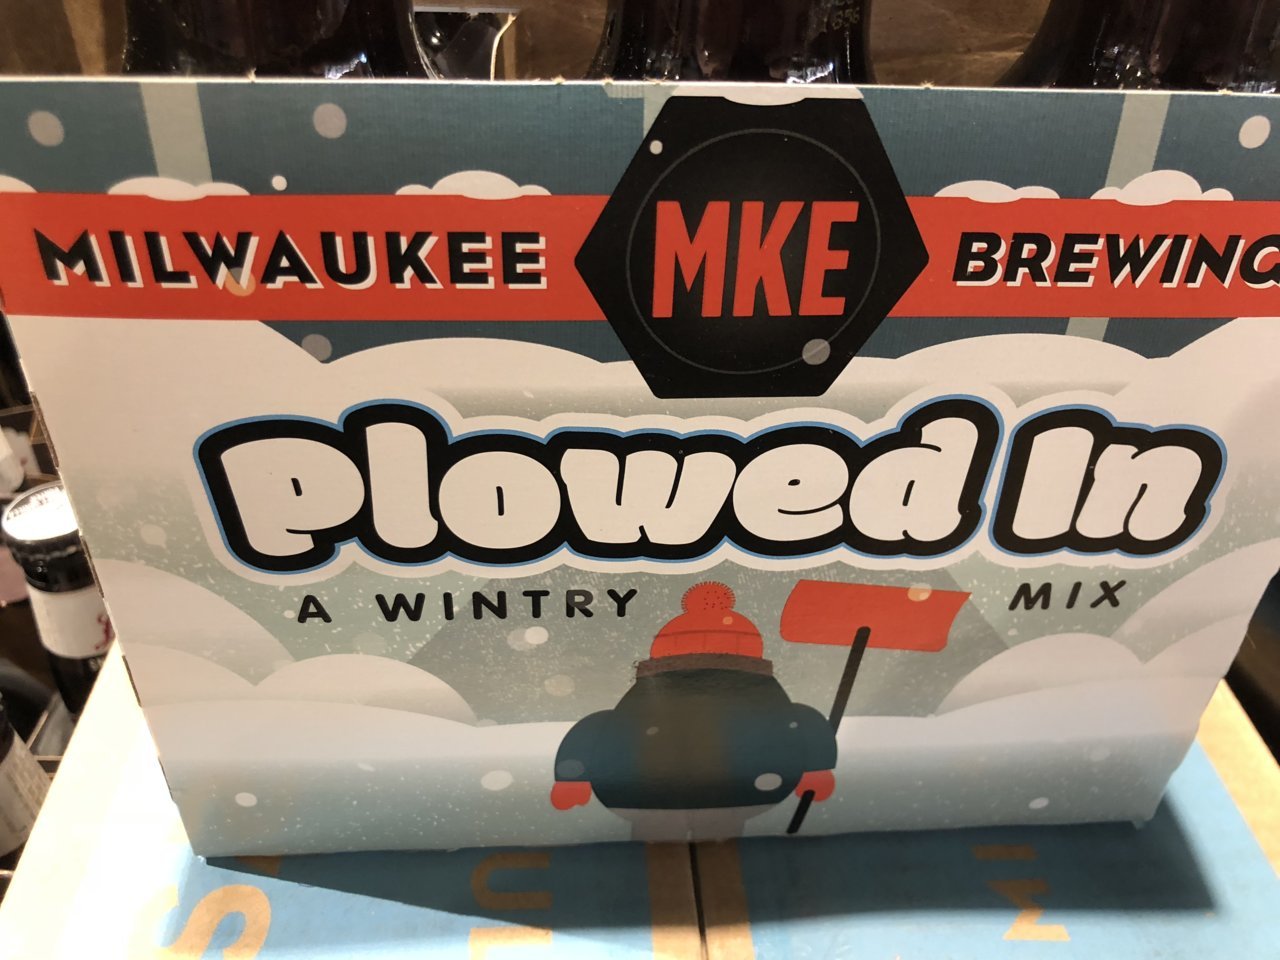 MILWAUKEE MKE BREWING
Plowed In
A WINTRY MIX